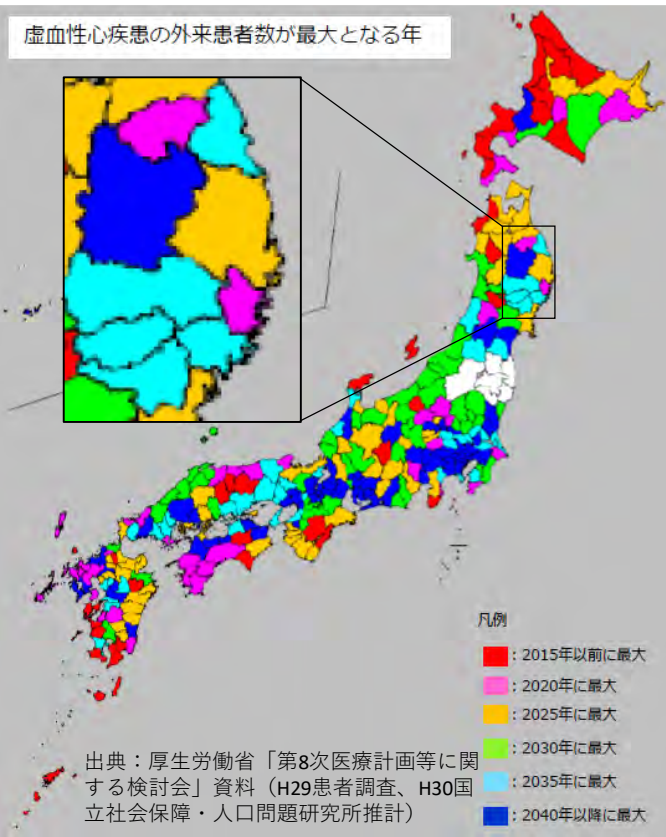 虚血性心疾患の外来患者数が最大となる年
凡例
：2015年以前に最大
：2020年に最大
：2025年に最大
：2030年に最大
：2035年に最大
：2040年以降に最大
出典：厚生労働省「第8次医療計画等に関
する検討会」資料（H29患者調査、H30国
立社会保障・人口問題研究所推計）